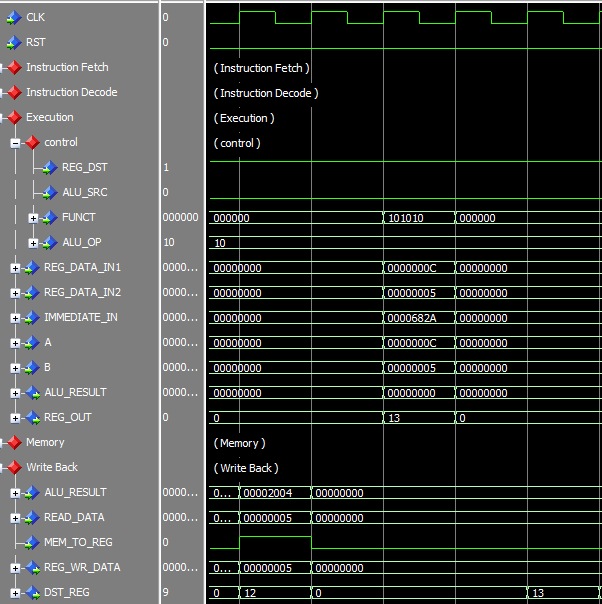 CLK 0
RST 0
Instruction Fetch ( Instruction Fetch )
Instruction Decode ( Instruction Decode )
Execution ( Execution )
control ( control )
REG_DST 1
ALU_SRC 0
FUNCT 000000 000000 101010 000000
ALU_OP 10 10
REG_DATA_IN1 0000... 00000000 0000000C 00000000
REG_DATA_IN2 0000... 00000000 00000005 00000000
IMMEDIATE_IN 0000... 00000000 0000682A 00000000
A 0000... 00000000 0000000C 00000000
B 0000... 00000000 00000005 00000000
ALU_RESULT 0000... 00000000 00000000 00000000
REG_OUT 0 0 13 0
Memory ( Memory )
Write Back ( Write Back )
ALU_RESULT 0000... 0... 00002004 00000000
READ_DATA 0000... 0... 00000005 00000000
MEM_TO_REG 0
REG_WR_DATA 0000... 0... 00000005 00000000
DST_REG 9 0 12 0 13